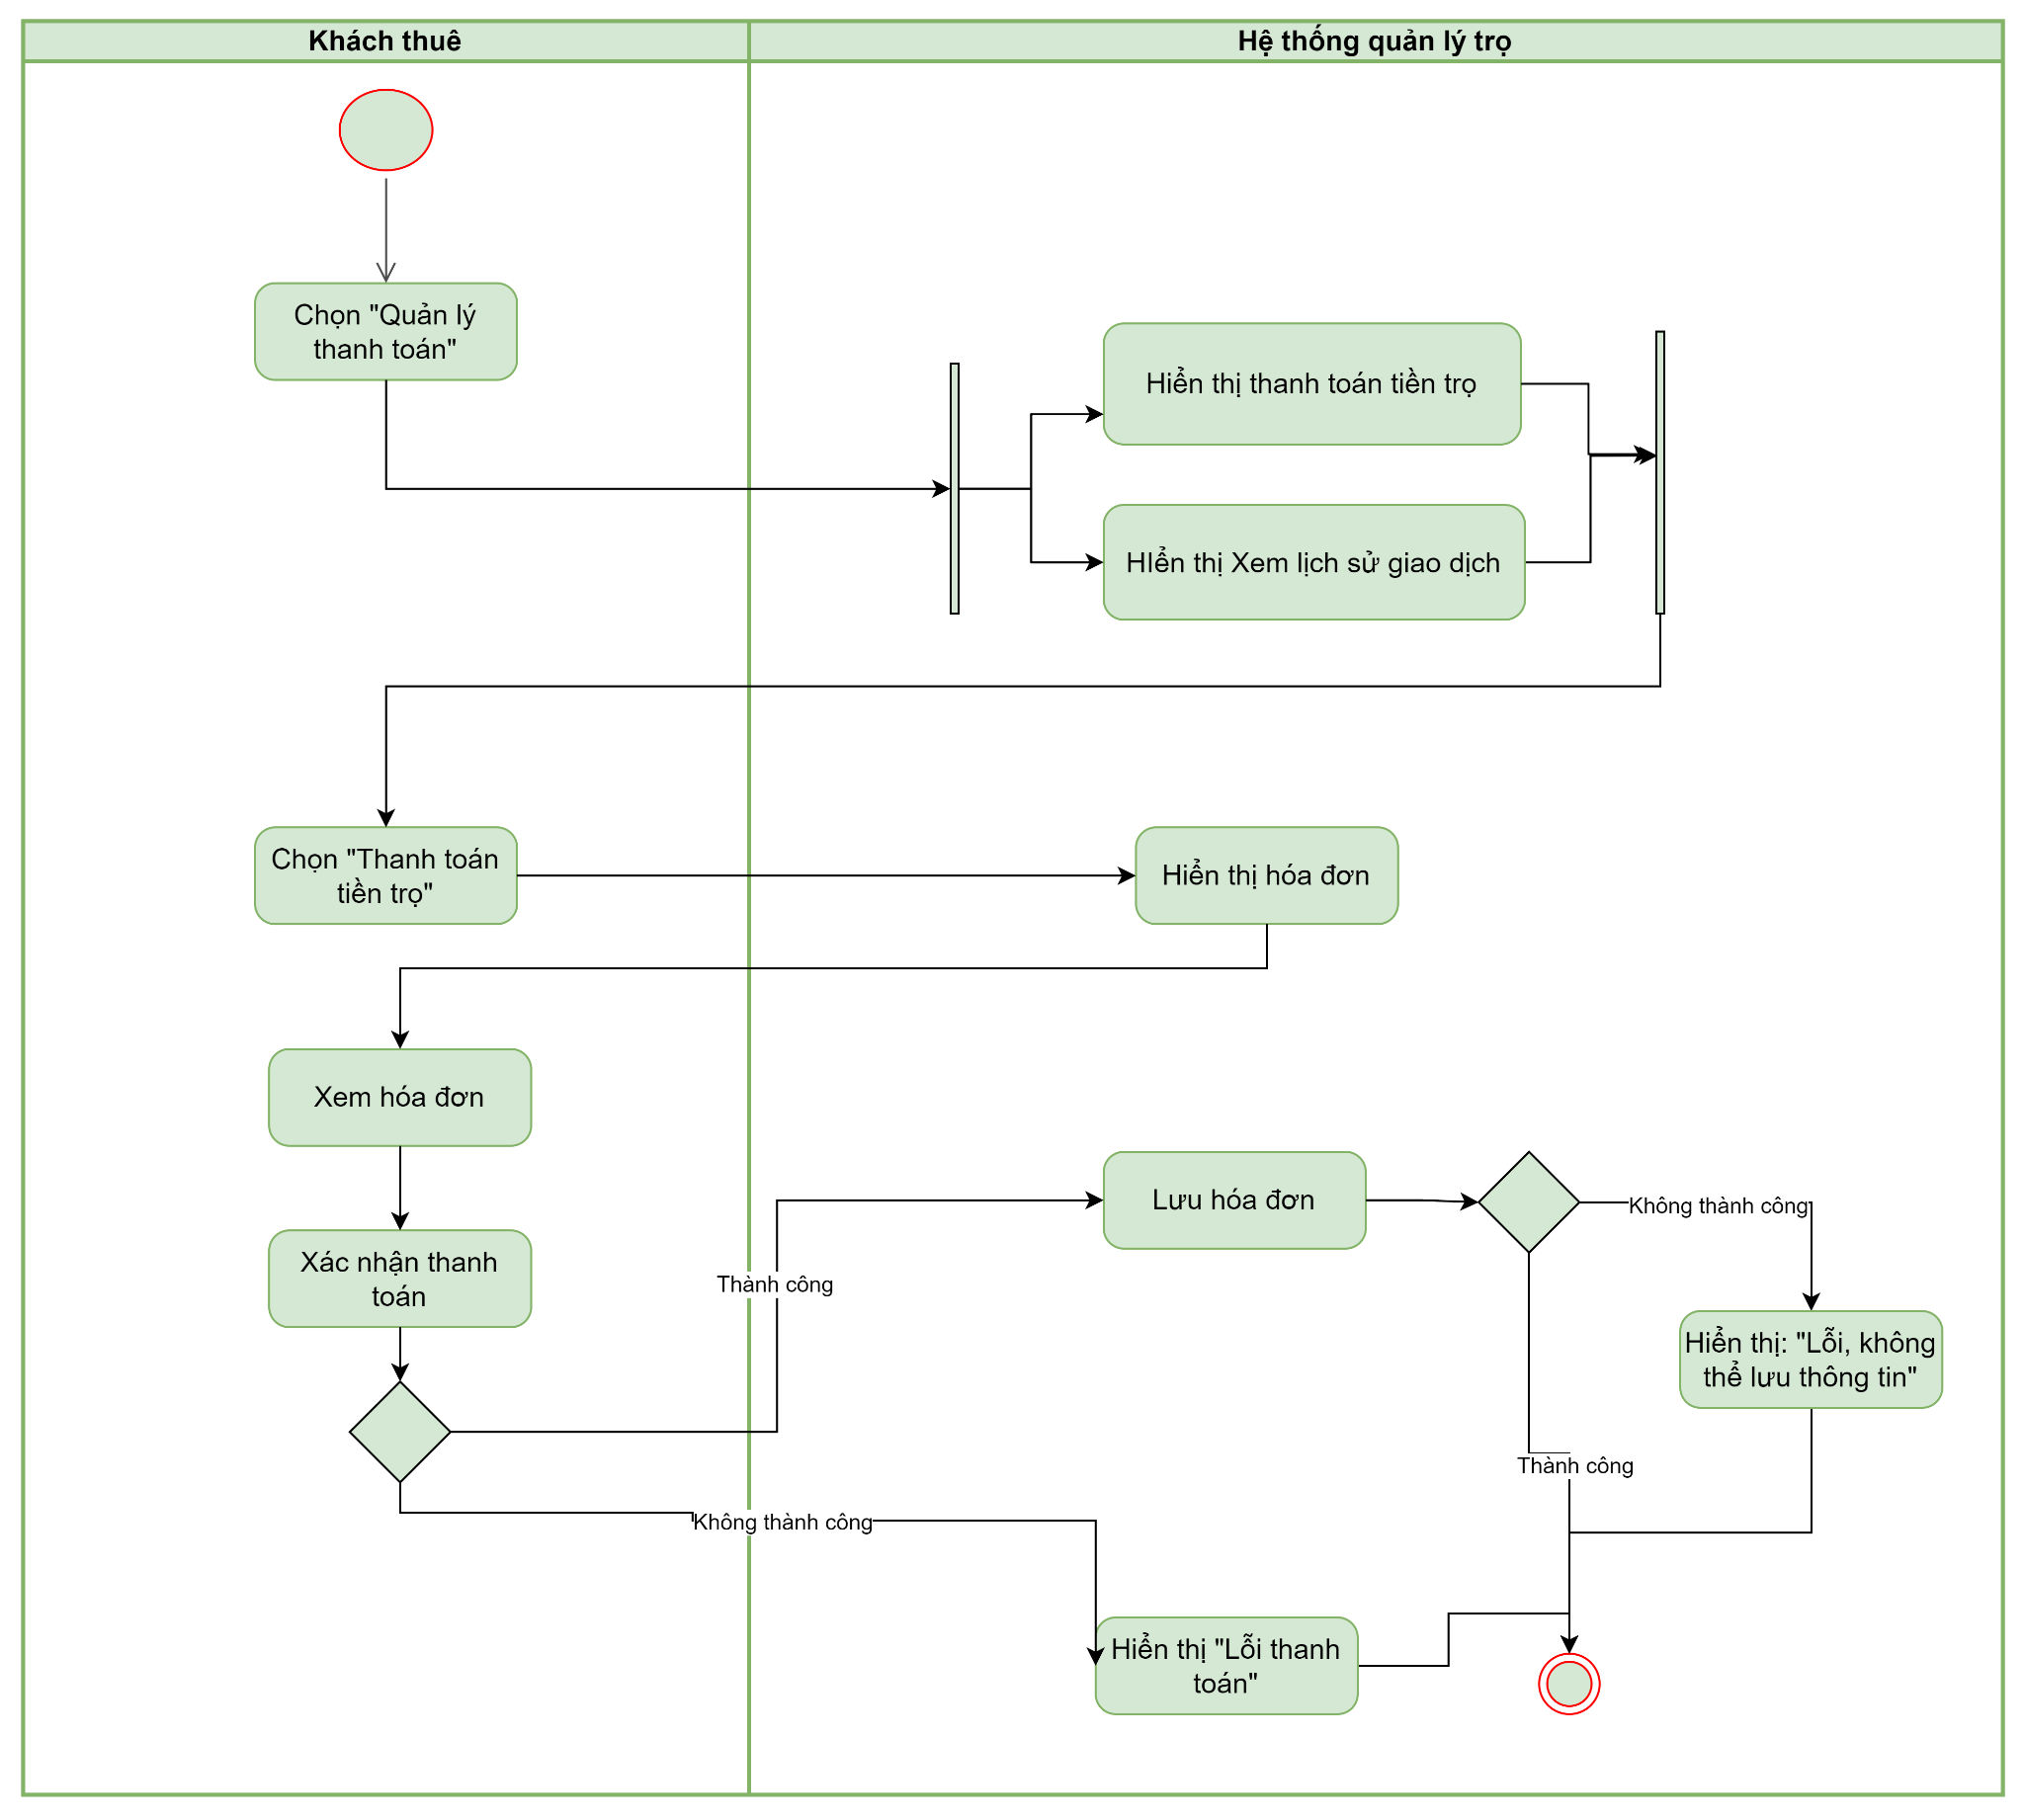 Khách thuê
Hệ thống quản lý trọ
Chọn "Quản lý
thanh toán"
Hiển thị thanh toán tiền trọ
HIển thị Xem lịch sử giao dịch
Chọn "Thanh toán
tiền trọ"
Hiển thị hóa đơn
Xem hóa đơn
Lưu hóa đơn
Không thành công
Xác nhận thanh
toán
Thành công
Hiển thị: "Lỗi, không
thể lưu thông tin"
Thành công
Không thành công
Hiển thị "Lỗi thanh
toán"